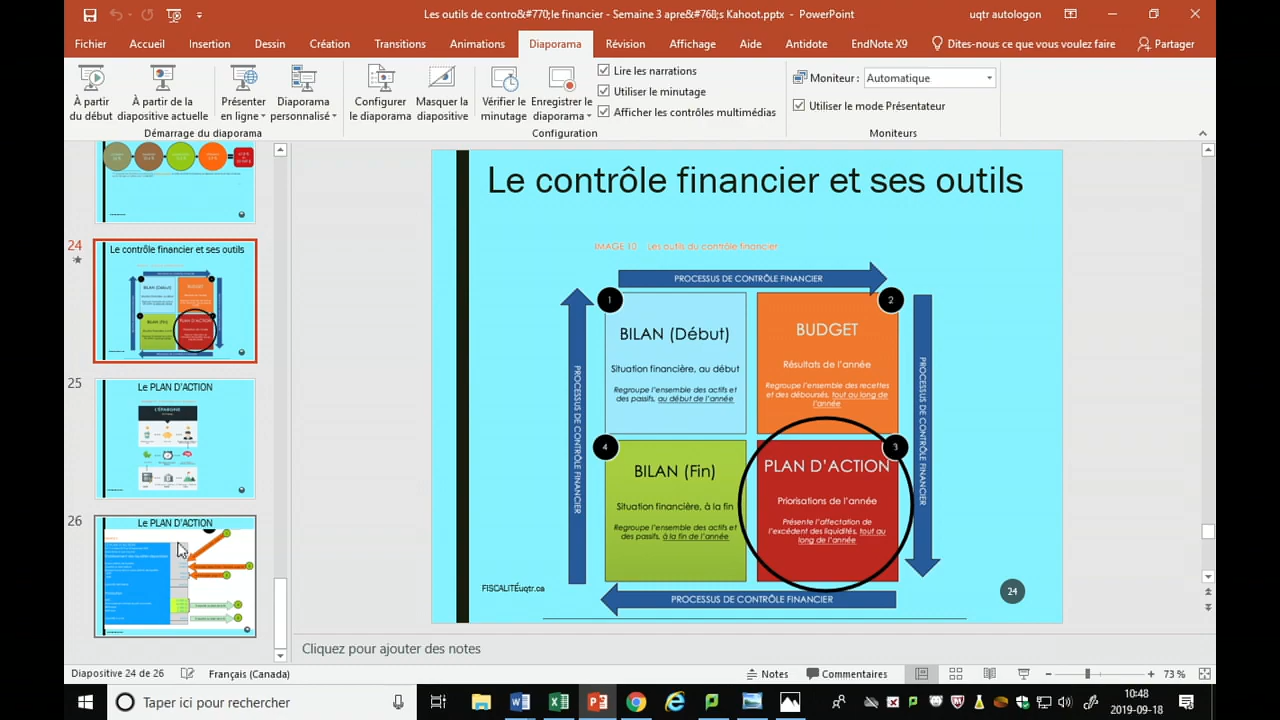 Les outils de contro&#770;le financier - Semaine 3 apre&#768;s Kahoot.pptx - PowerPoint
uqtr autologon
Fichier Accueil Insertion Dessin Création Transitions Animations Diaporama Révision Affichage Aide Antidote EndNote X9 Dites-nous ce que vous voulez faire Partager
À partir du début
À partir de la diapositive actuelle
Présenter en ligne
Diaporama personnalisé
Configurer le diaporama
Masquer la diapositive
Vérifier le minutage
Enregistrer le diaporama
Lire les narrations
Utiliser le minutage
Afficher les contrôles multimédias
Moniteur : Automatique
Utiliser le mode Présentateur
Démarrage du diaporama
Configuration
Moniteurs
24
Le contrôle financier et ses outils
25
Le PLAN D'ACTION
L'ÉPARGNE
26
Le PLAN D'ACTION
Le contrôle financier et ses outils
IMAGE 10 Les outils du contrôle financier
PROCESSUS DE CONTRÔLE FINANCIER
1
BILAN (Début)
Situation financière, au début
Regroupe l'ensemble des actifs et
des passifs, au début de l'année
2
BUDGET
Résultats de l'année
Regroupe l'ensemble des recettes
et des déboursés, tout au long de
l'année
PROCESSUS DE CONTRÔLE FINANCIER
PROCESSUS DE CONTRÔLE FINANCIER
4
BILAN (Fin)
Situation financière, à la fin
Regroupe l'ensemble des actifs et
des passifs, à la fin de l'année
3
PLAN D'ACTION
Priorisations de l'année
Présente l'affectation de
l'excédent des liquidités, tout au
long de l'année
PROCESSUS DE CONTRÔLE FINANCIER
FISCALITÉuqtr.ca
24
Cliquez pour ajouter des notes
Diapositive 24 de 26 Français (Canada) Notes Commentaires 73 %
Taper ici pour rechercher
10:48
2019-09-18